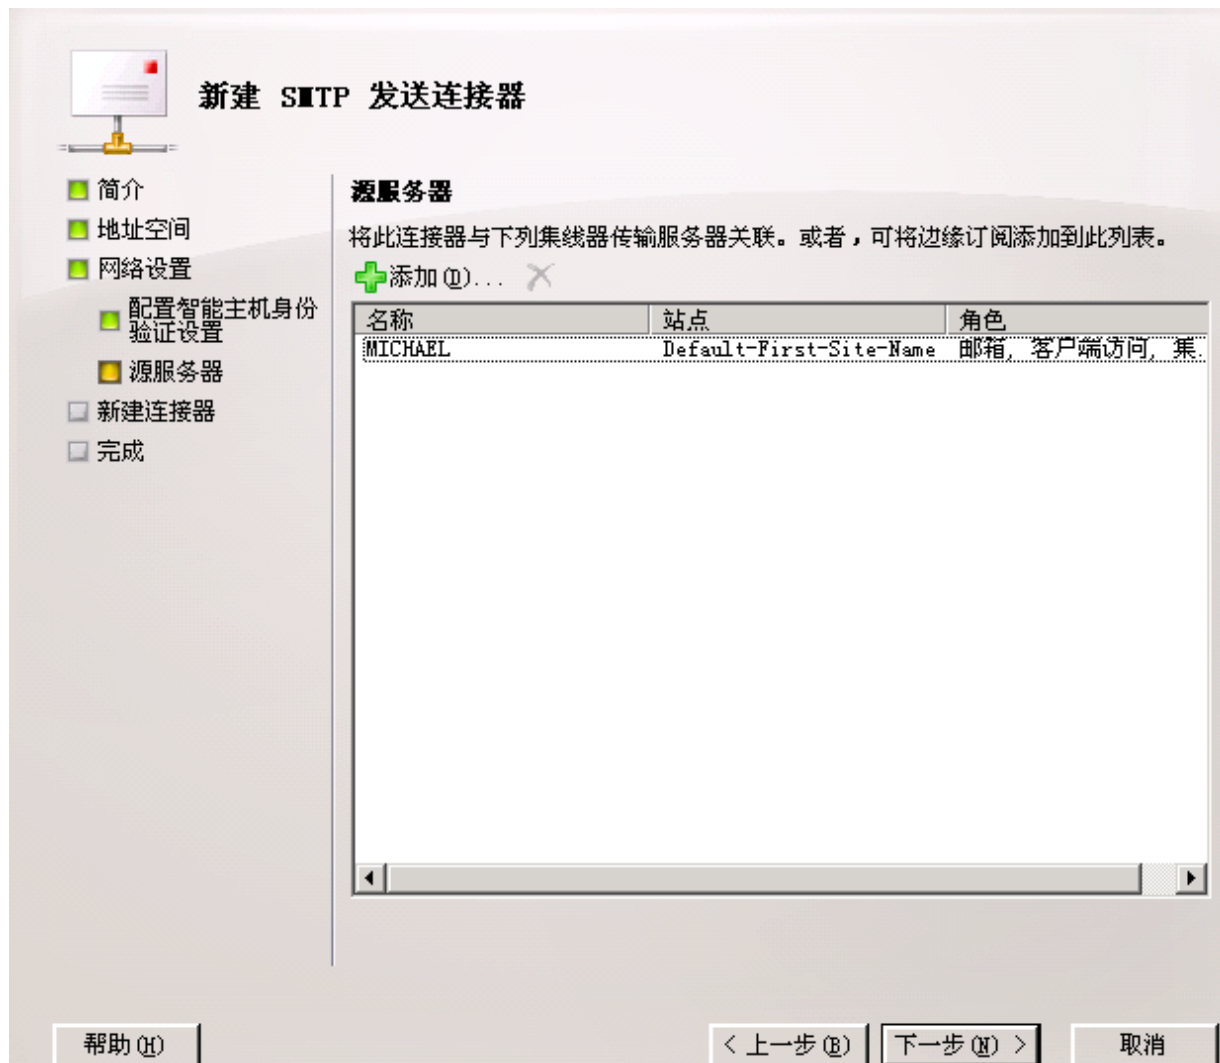 新建 SMTP 发送连接器
简介
地址空间
网络设置
配置智能主机身份
验证设置
源服务器
新建连接器
完成
源服务器
将此连接器与下列集线器传输服务器关联。或者，可将边缘订阅添加到此列表。
添加(D)...
名称 站点 角色
MICHAEL Default-First-Site-Name 邮箱, 客户端访问, 集.
帮助(H) < 上一步(B) 下一步(N) > 取消